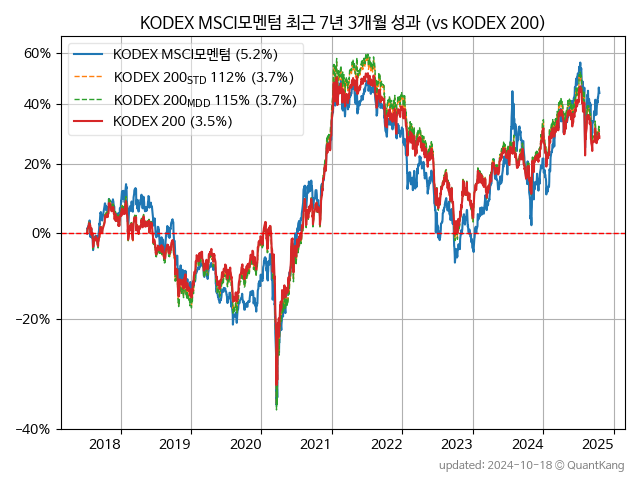 KODEX MSCI모멘텀 최근 7년 3개월 성과 (vs KODEX 200)
KODEX MSCI모멘텀 (5.2%)
KODEX 200STD 112% (3.7%)
KODEX 200MDD 115% (3.7%)
KODEX 200 (3.5%)
60%
40%
20%
0%
−20%
−40%
2018 2019 2020 2021 2022 2023 2024 2025
updated: 2024-10-18 © QuantKang